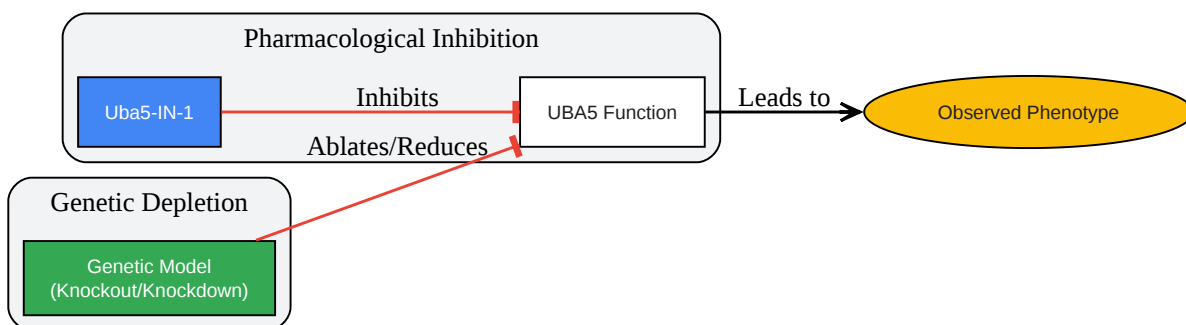 Pharmacological Inhibition
Uba5-IN-1
Inhibits
UBA5 Function
Leads to
Observed Phenotype
Ablates/Reduces
Genetic Depletion
Genetic Model
(Knockout/Knockdown)